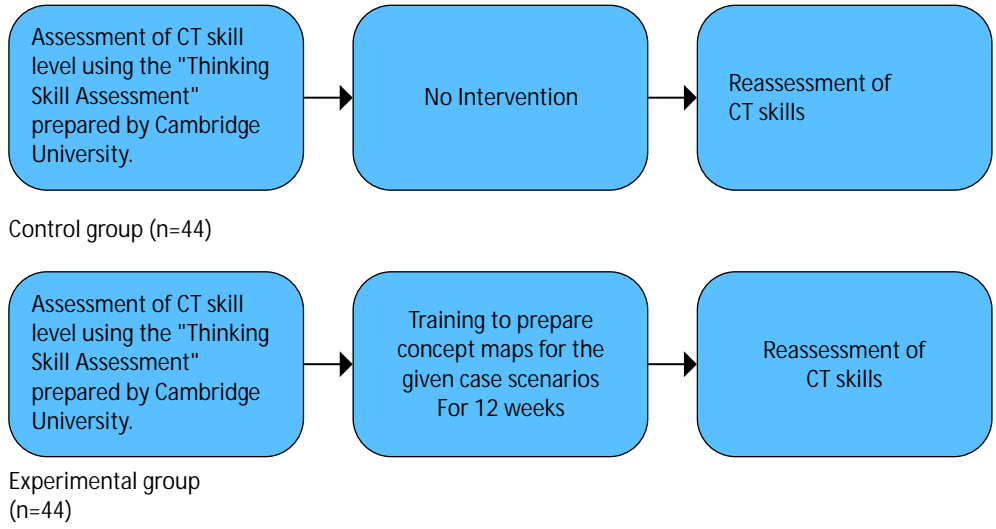 Assessment of CT skill
level using the "Thinking
Skill Assessment"
prepared by Cambridge
University.
No Intervention
Reassessment of
CT skills
Control group (n=44)
Assessment of CT skill
level using the "Thinking
Skill Assessment"
prepared by Cambridge
University.
Training to prepare
concept maps for the
given case scenarios
For 12 weeks
Reassessment of
CT skills
Experimental group
(n=44)